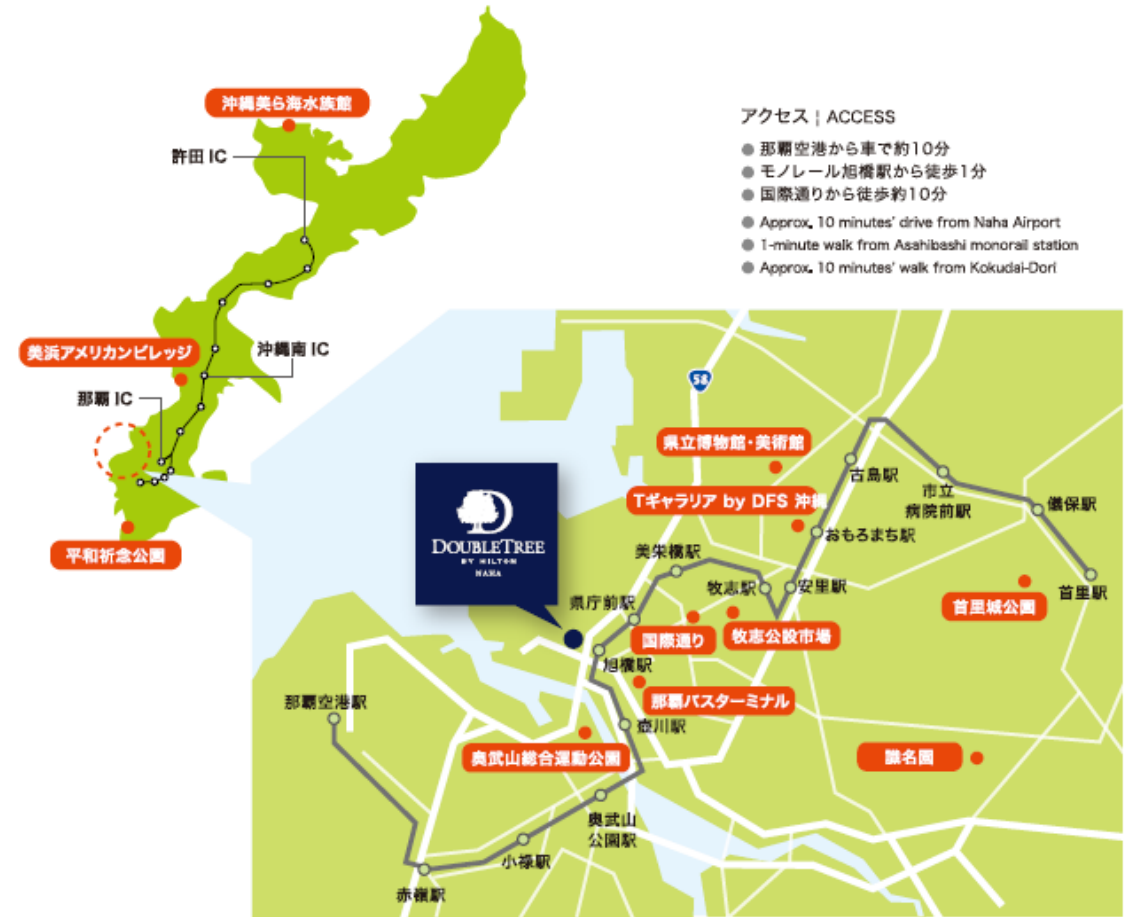 沖縄美ら海水族館
許田 IC
美浜アメリカンビレッジ
沖縄南 IC
那覇 IC
平和祈念公園
アクセス ¦ ACCESS
● 那覇空港から車で約10分
● モノレール旭橋駅から徒歩1分
● 国際通りから徒歩約10分
● Approx. 10 minutes' drive from Naha Airport
● 1-minute walk from Asahibashi monorail station
● Approx. 10 minutes' walk from Kokudai-Dori
58
県立博物館・美術館
古島駅
市立
病院前駅
儀保駅
Tギャラリア by DFS 沖縄
おもろまち駅
DOUBLETREE
BY HILTON
NAHA
美栄橋駅
牧志駅
安里駅
首里駅
首里城公園
県庁前駅
国際通り
牧志公設市場
旭橋駅
那覇バスターミナル
那覇空港駅
壺川駅
奥武山総合運動公園
識名園
奥武山
公園駅
小禄駅
赤嶺駅